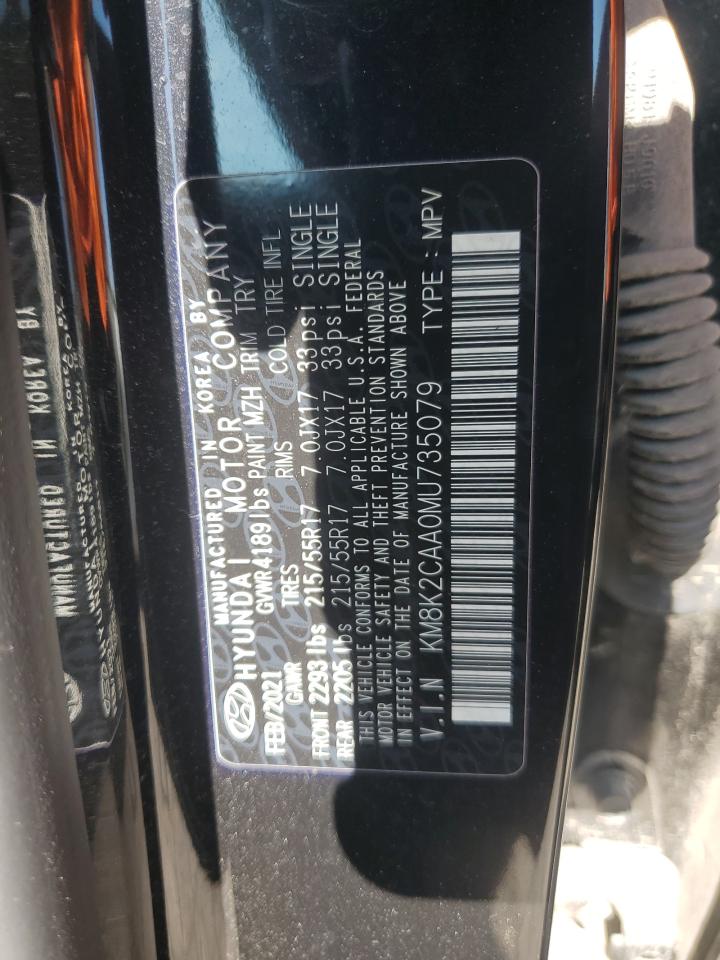 MANUFACTURED IN KOREA BY
HYUNDAI MOTOR COMPANY
FEB/2021 GVWR 4189 lbs PAINT MZH TRIM TRY
GAWR TIRES RIMS COLD TIRE INFL
FRONT 2293 lbs 215/55R17 7.0JX17 33psi SINGLE
REAR 2205 lbs 215/55R17 7.0JX17 33psi SINGLE
THIS VEHICLE CONFORMS TO ALL APPLICABLE U.S.A. FEDERAL
MOTOR VEHICLE SAFETY AND THEFT PREVENTION STANDARDS
IN EFFECT ON THE DATE OF MANUFACTURE SHOWN ABOVE
V.I.N KM8K2CAA0MU735079 TYPE : MPV